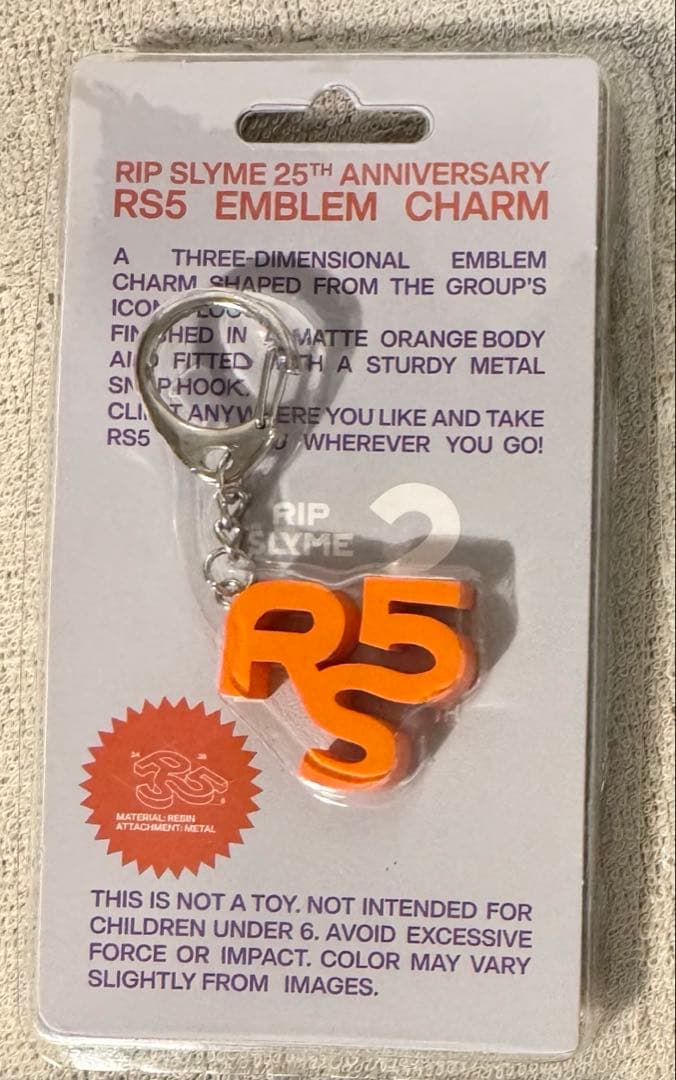 RIP SLYME 25TH ANNIVERSARY
RS5 EMBLEM CHARM
A THREE-DIMENSIONAL EMBLEM
CHARM SHAPED FROM THE GROUP'S
IN MATTE ORANGE BODY
FITTED A STURDY METAL
HOOK.
YOU LIKE AND TAKE
RS5 WHEREVER YOU GO!
RIP
SLYME
2
R5
S
RS5
MATERIAL: RESIN
ATTACHMENT: METAL
THIS IS NOT A TOY. NOT INTENDED FOR
CHILDREN UNDER 6. AVOID EXCESSIVE
FORCE OR IMPACT. COLOR MAY VARY
SLIGHTLY FROM IMAGES.